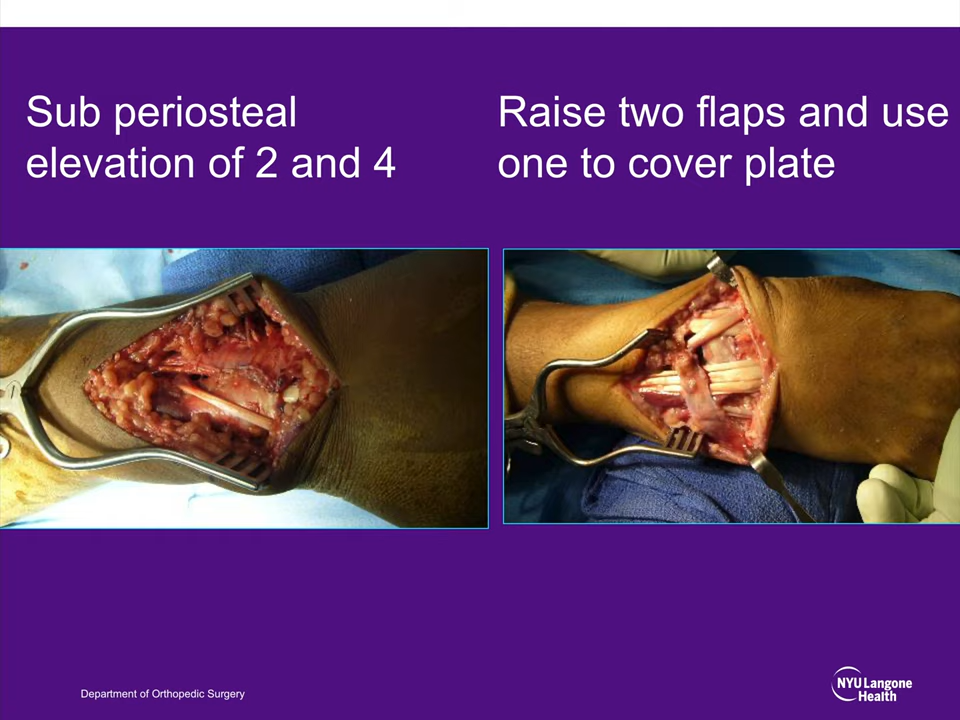 Sub periosteal
elevation of 2 and 4
Raise two flaps and use
one to cover plate
Department of Orthopedic Surgery
NYU Langone
Health